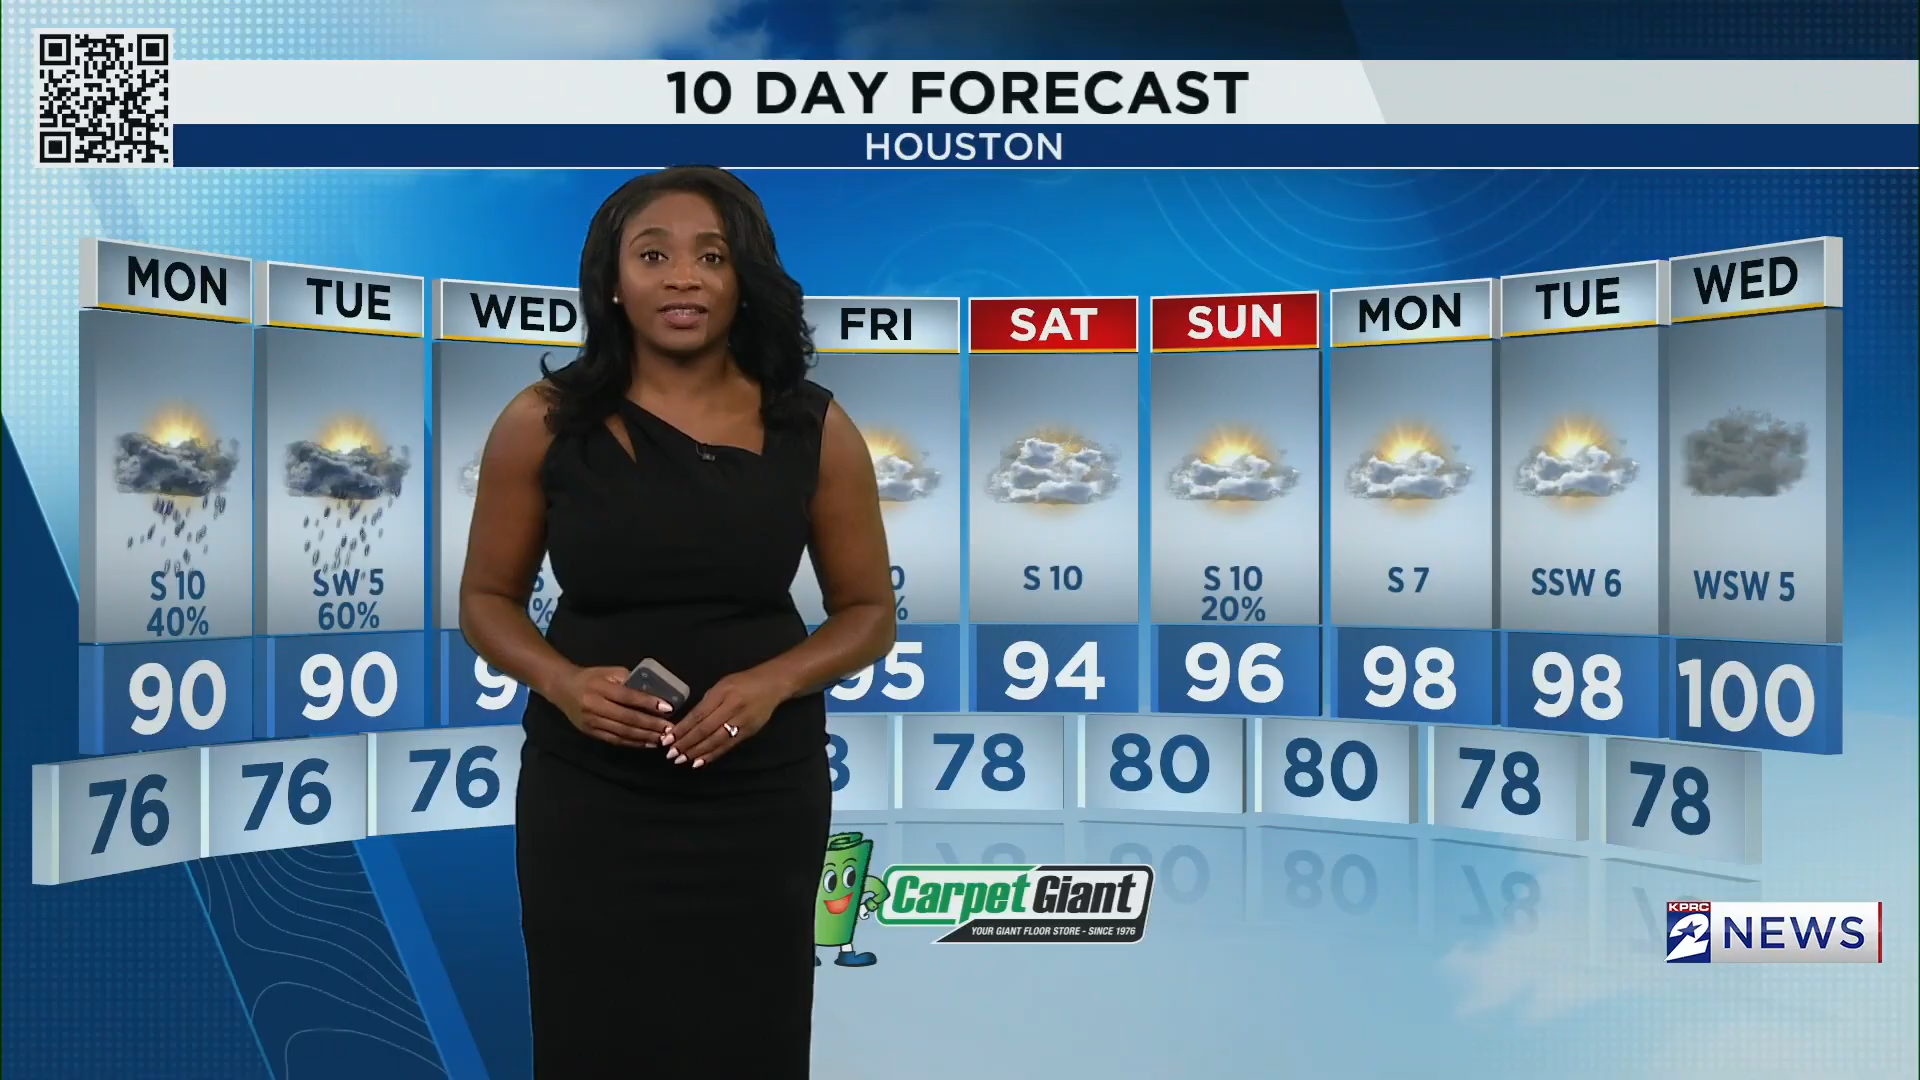 10 DAY FORECAST
HOUSTON
MON TUE WED FRI SAT SUN MON TUE WED
S 10 SW 5 S 10 S 10 S 7 SSW 6 WSW 5
40% 60% 20%
90 90 95 94 96 98 98 100
76 76 76 78 80 80 78 78
Carpet Giant
YOUR GIANT FLOOR STORE - SINCE 1976
KPRC
2 NEWS